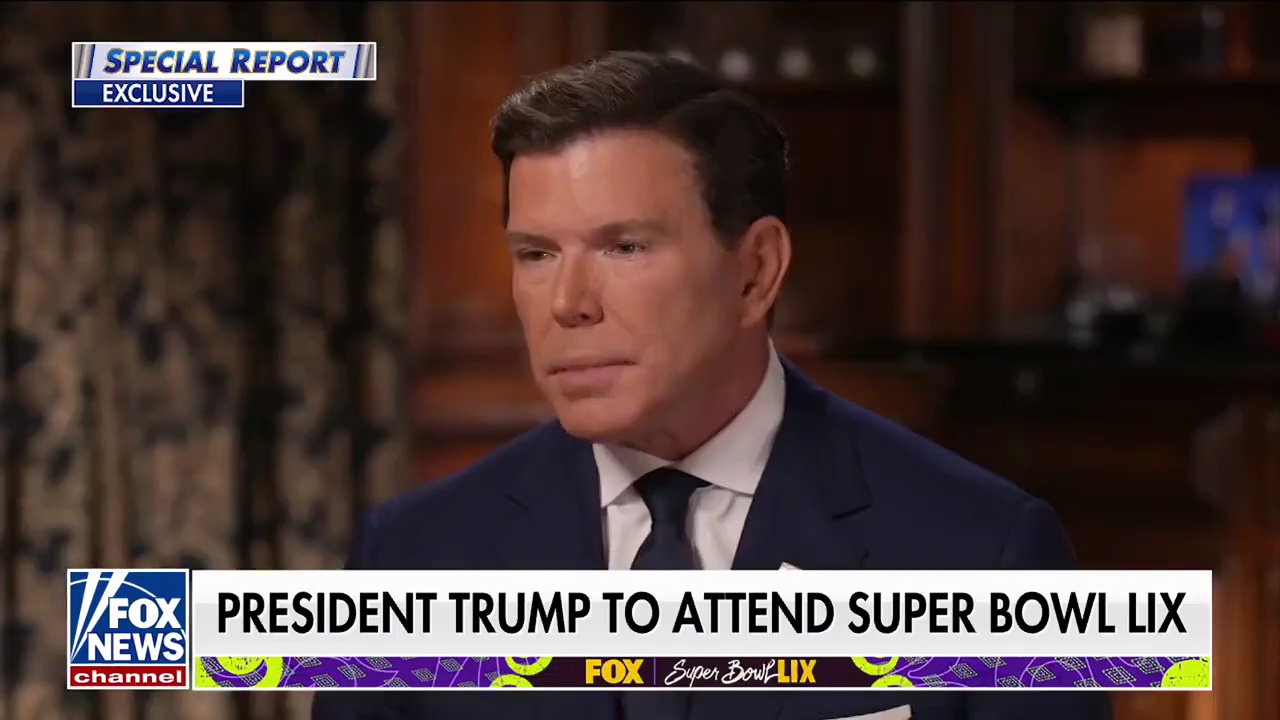 SPECIAL REPORT
EXCLUSIVE
PRESIDENT TRUMP TO ATTEND SUPER BOWL LIX
FOX
NEWS
channel
FOX Super Bowl LIX